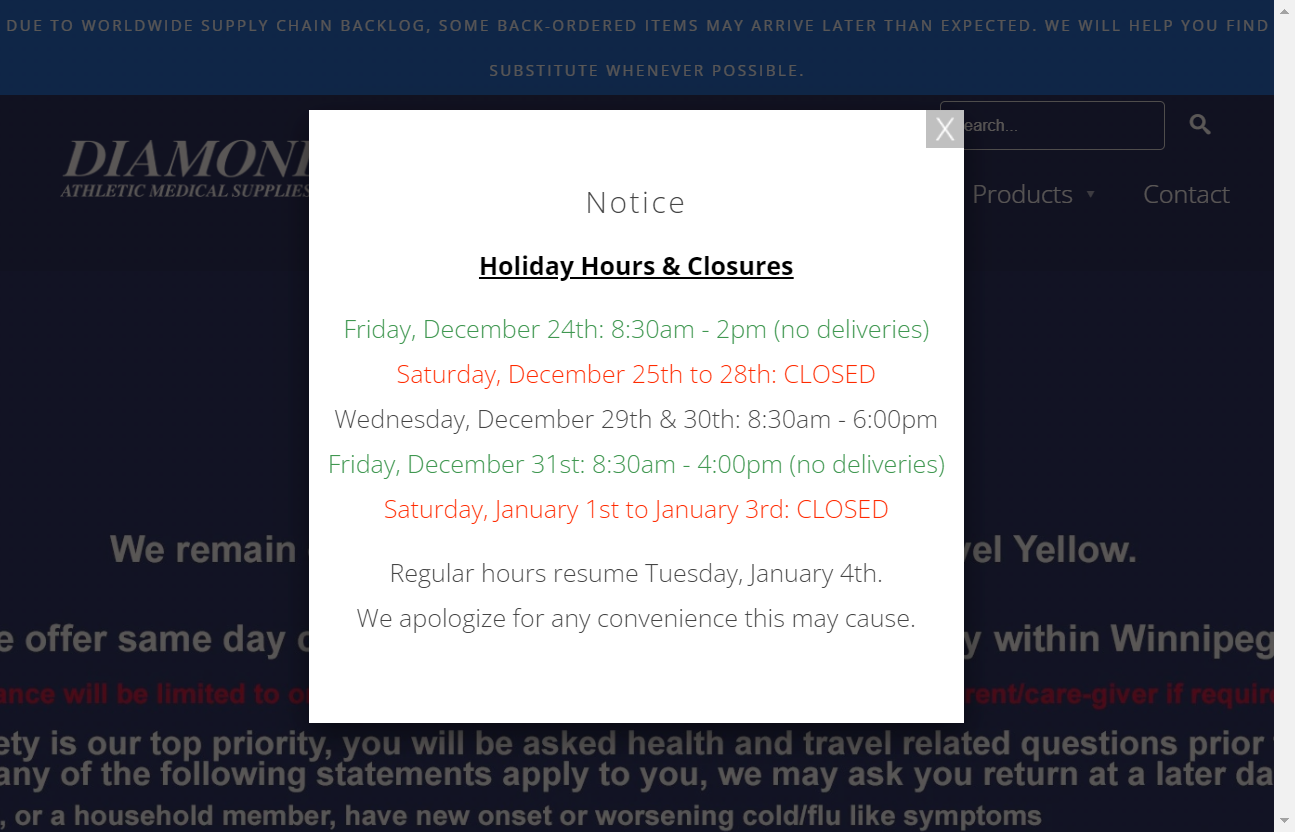 DUE TO WORLDWIDE SUPPLY CHAIN BACKLOG, SOME BACK-ORDERED ITEMS MAY ARRIVE LATER THAN EXPECTED. WE WILL HELP YOU FIND
SUBSTITUTE WHENEVER POSSIBLE.
X
earch...
DIAMOND
ATHLETIC MEDICAL SUPPLIES
Products ▼ Contact
Notice
Holiday Hours & Closures
Friday, December 24th: 8:30am - 2pm (no deliveries)
Saturday, December 25th to 28th: CLOSED
Wednesday, December 29th & 30th: 8:30am - 6:00pm
Friday, December 31st: 8:30am - 4:00pm (no deliveries)
Saturday, January 1st to January 3rd: CLOSED
Regular hours resume Tuesday, January 4th.
We apologize for any convenience this may cause.
We remain vel Yellow.
e offer same day y within Winnipeg
ance will be limited to rent/care-giver if require
ety is our top priority, you will be asked health and travel related questions prior
any of the following statements apply to you, we may ask you return at a later da
, or a household member, have new onset or worsening cold/flu like symptoms